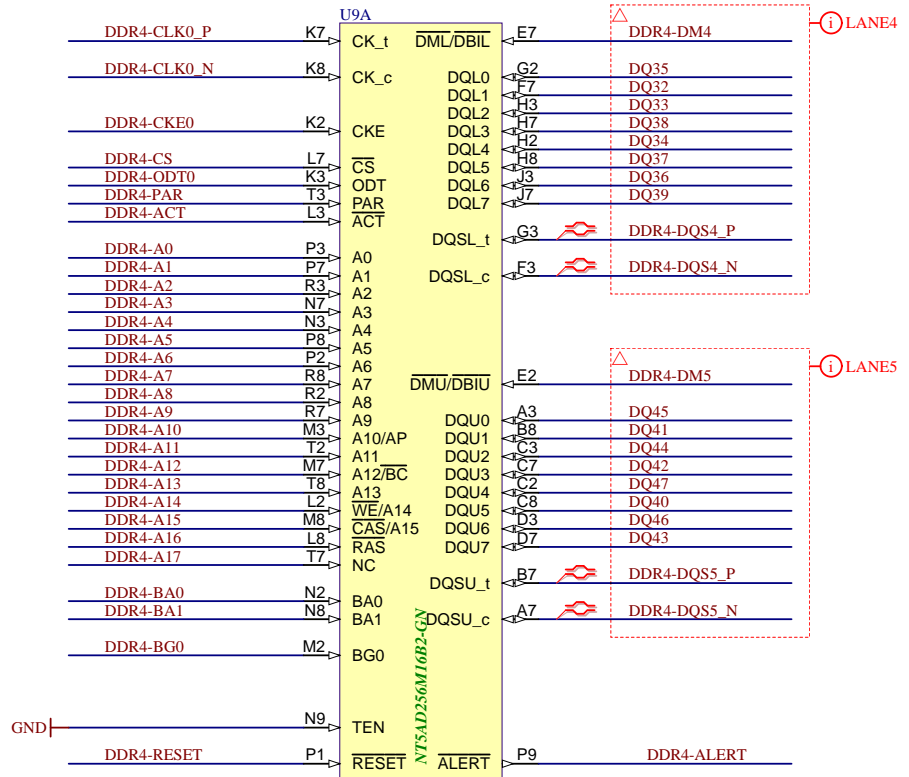 U9A
DDR4-CLK0_P K7 CK_t DML/DBIL E7 DDR4-DM4 i LANE4
DDR4-CLK0_N K8 CK_c DQL0 G2 DQ35
DQL1 F7 DQ32
DQL2 H3 DQ33
DDR4-CKE0 K2 CKE DQL3 H7 DQ38
DQL4 H2 DQ34
DDR4-CS L7 CS DQL5 H8 DQ37
DDR4-ODT0 K3 ODT DQL6 J3 DQ36
DDR4-PAR T3 PAR DQL7 J7 DQ39
DDR4-ACT L3 ACT
DQSL_t G3 DDR4-DQS4_P
DDR4-A0 P3 A0
DDR4-A1 P7 A1 DQSL_c F3 DDR4-DQS4_N
DDR4-A2 R3 A2
DDR4-A3 N7 A3
DDR4-A4 N3 A4
DDR4-A5 P8 A5
DDR4-A6 P2 A6 i LANE5
DDR4-A7 R8 A7 DMU/DBIU E2 DDR4-DM5
DDR4-A8 R2 A8
DDR4-A9 R7 A9 DQU0 A3 DQ45
DDR4-A10 M3 A10/AP DQU1 B8 DQ41
DDR4-A11 T2 A11 DQU2 C3 DQ44
DDR4-A12 M7 A12/BC DQU3 C7 DQ42
DDR4-A13 T8 A13 DQU4 C2 DQ47
DDR4-A14 L2 WE/A14 DQU5 C8 DQ40
DDR4-A15 M8 CAS/A15 DQU6 D3 DQ46
DDR4-A16 L8 RAS DQU7 D7 DQ43
DDR4-A17 T7 NC
DQSU_t B7 DDR4-DQS5_P
DDR4-BA0 N2 BA0
DDR4-BA1 N8 BA1 DQSU_c A7 DDR4-DQS5_N
DDR4-BG0 M2 BG0
NT5AD256M16B2-GN
GND N9 TEN
DDR4-RESET P1 RESET ALERT P9 DDR4-ALERT